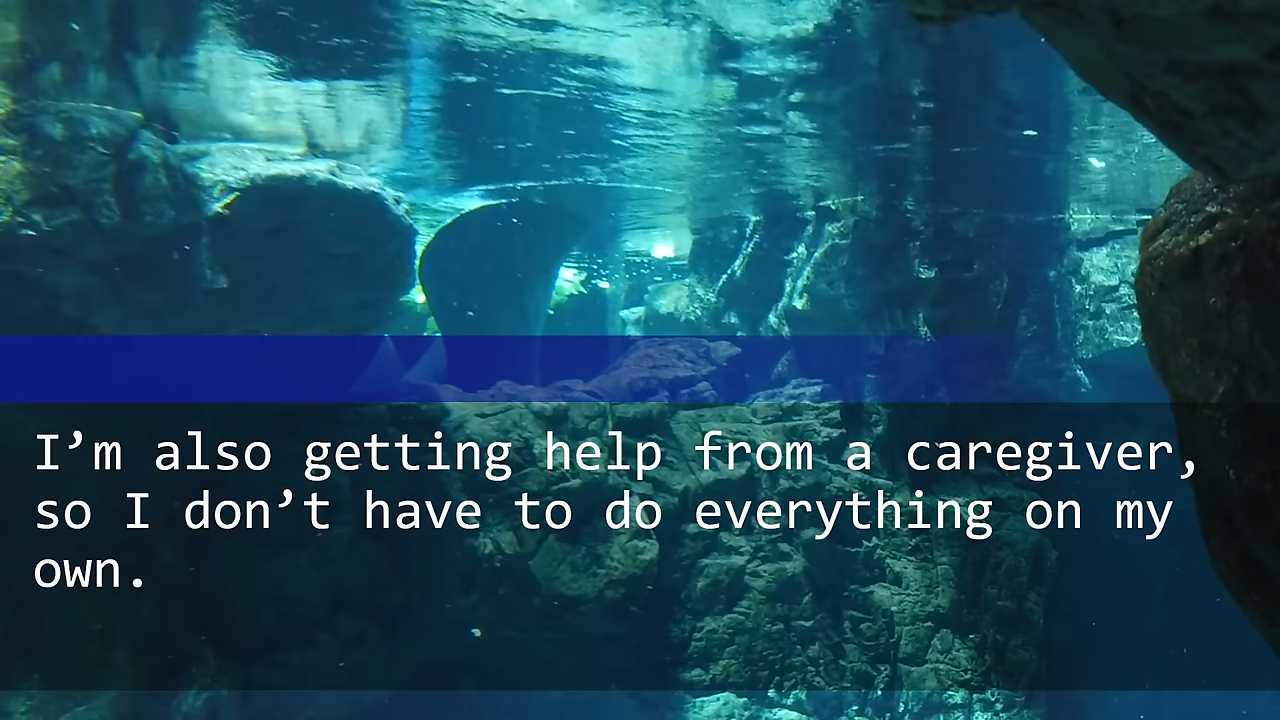 I’m also getting help from a caregiver,
so I don’t have to do everything on my
own.